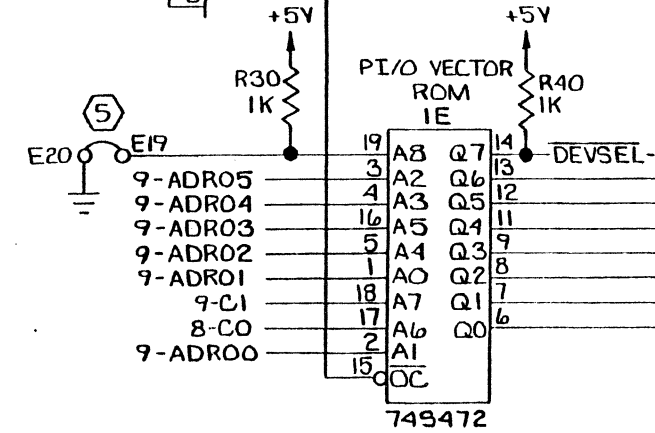 +5V +5V
R30 1K
PI/O VECTOR ROM 1E
R40 1K
5
E20 E19
19 A8 Q7 14 DEVSEL-
9-ADR05 3 A2 Q6 13
9-ADR04 4 A3 Q5 12
9-ADR03 16 A5 Q4 11
9-ADR02 5 A4 Q3 9
9-ADR01 1 A0 Q2 8
9-C1 18 A7 Q1 7
8-C0 17 A6 Q0 6
9-ADR00 2 A1
15 OC
74S472